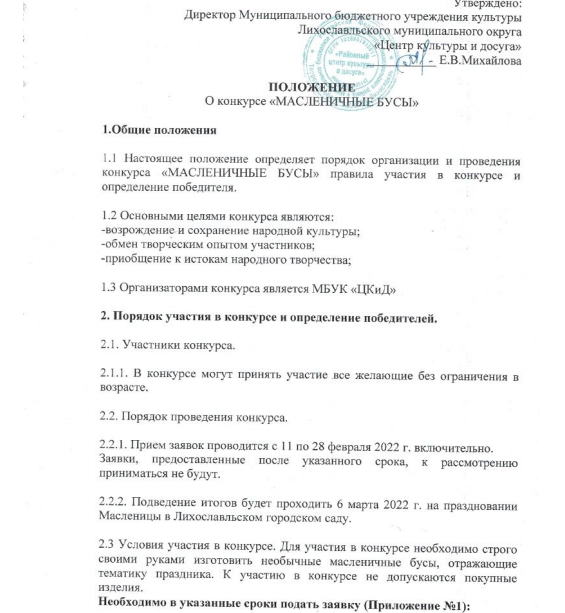 Утверждено:
Директор Муниципального бюджетного учреждения культуры
Лихославльского муниципального округа
«Центр культуры и досуга»
Е.В.Михайлова
«Районный
центр культуры
и досуга»
ПОЛОЖЕНИЕ
О конкурсе «МАСЛЕНИЧНЫЕ БУСЫ»
1.Общие положения
1.1 Настоящее положение определяет порядок организации и проведения
конкурса «МАСЛЕНИЧНЫЕ БУСЫ» правила участия в конкурсе и
определение победителя.
1.2 Основными целями конкурса являются:
-возрождение и сохранение народной культуры;
-обмен творческим опытом участников;
-приобщение к истокам народного творчества;
1.3 Организаторами конкурса является МБУК «ЦКиД»
2. Порядок участия в конкурсе и определение победителей.
2.1. Участники конкурса.
2.1.1. В конкурсе могут принять участие все желающие без ограничения в
возрасте.
2.2. Порядок проведения конкурса.
2.2.1. Прием заявок проводится с 11 по 28 февраля 2022 г. включительно.
Заявки, предоставленные после указанного срока, к рассмотрению
приниматься не будут.
2.2.2. Подведение итогов будет проходить 6 марта 2022 г. на праздновании
Масленицы в Лихославльском городском саду.
2.3 Условия участия в конкурсе. Для участия в конкурсе необходимо строго
своими руками изготовить необычные масленичные бусы, отражающие
тематику праздника. К участию в конкурсе не допускаются покупные
изделия.
Необходимо в указанные сроки подать заявку (Приложение №1):